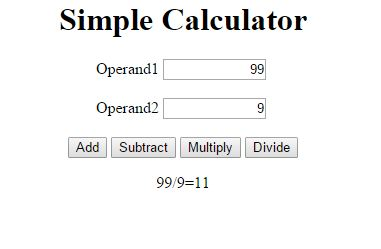 Simple Calculator
Operand1 99
Operand2 9
Add Subtract Multiply Divide
99/9=11